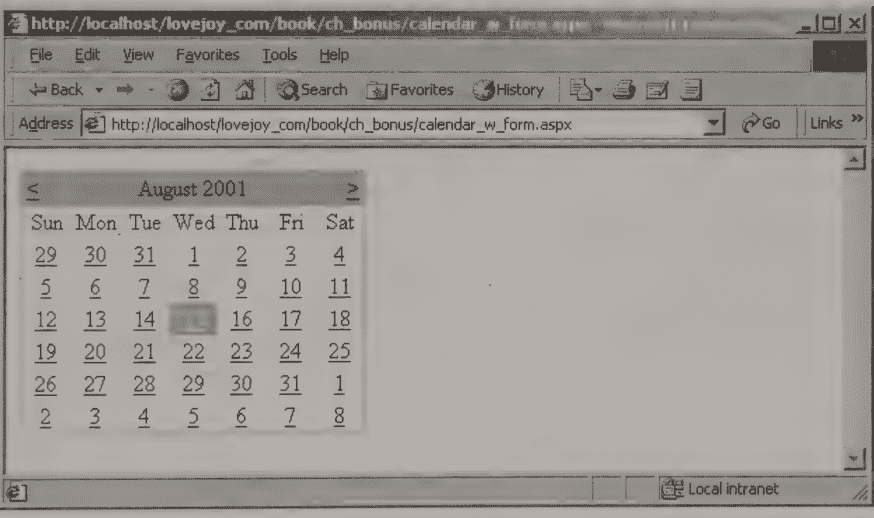 http://localhost/lovejoy_com/book/ch_bonus/calendar_w_form.aspx
File Edit View Favorites Tools Help
Back Search Favorites History
Address http://localhost/lovejoy_com/book/ch_bonus/calendar_w_form.aspx Go Links »
< August 2001 >
Sun Mon Tue Wed Thu Fri Sat
29 30 31 1 2 3 4
5 6 7 8 9 10 11
12 13 14 16 17 18
19 20 21 22 23 24 25
26 27 28 29 30 31 1
2 3 4 5 6 7 8
Local intranet